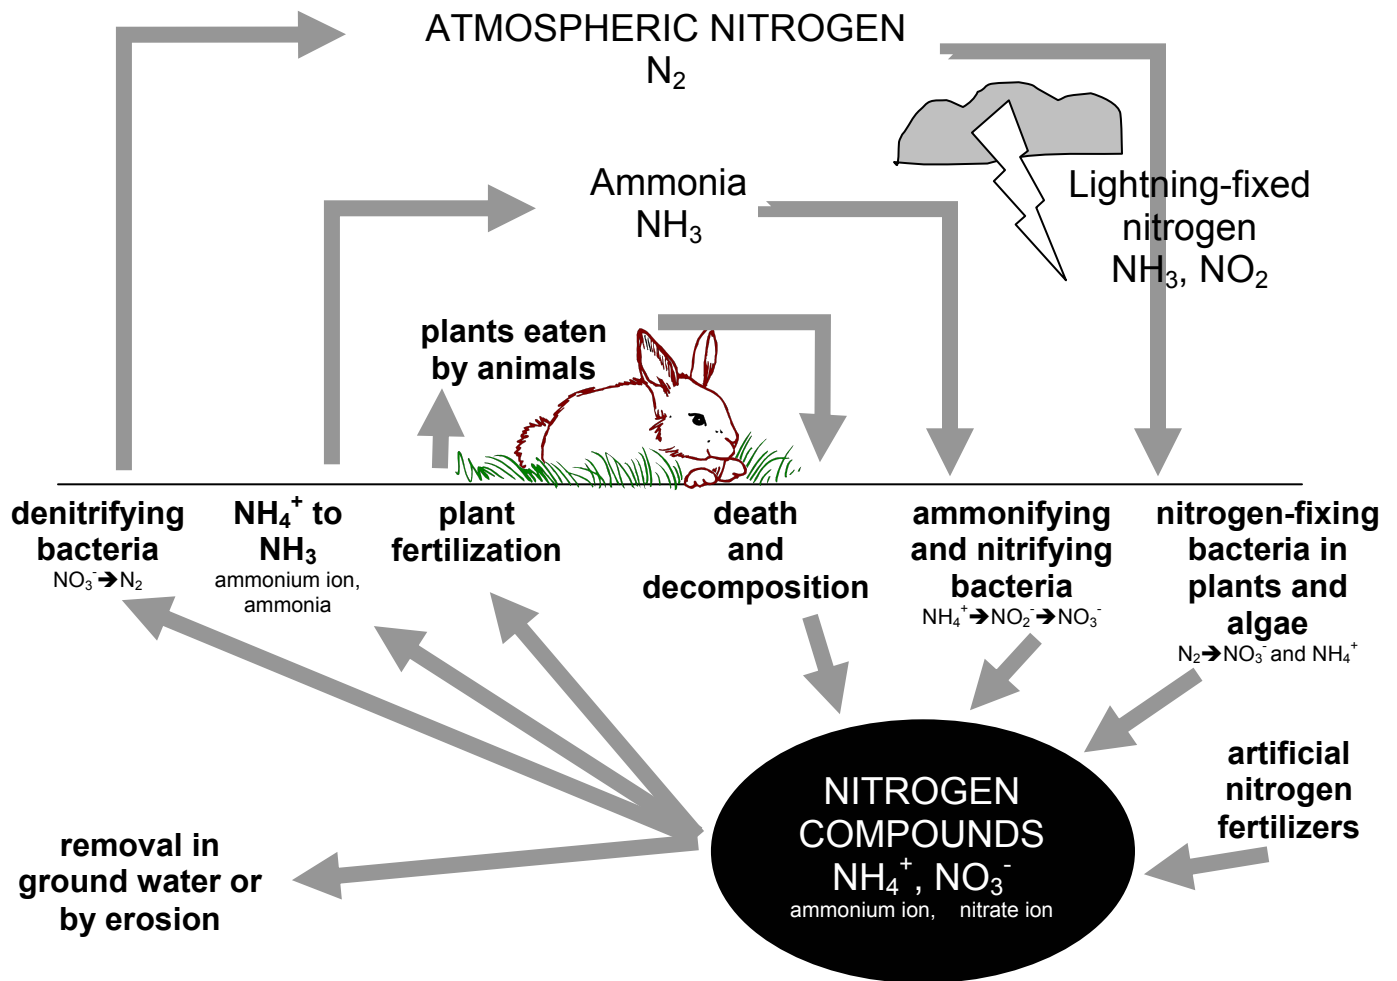 ATMOSPHERIC NITROGEN
N₂
Ammonia
NH₃
Lightning-fixed
nitrogen
NH₃, NO₂
plants eaten
by animals
denitrifying
bacteria
NO₃⁻➔N₂
NH₄⁺ to
NH₃
ammonium ion,
ammonia
plant
fertilization
death
and
decomposition
ammonifying
and nitrifying
bacteria
NH₄⁺➔NO₂⁻➔NO₃⁻
nitrogen-fixing
bacteria in
plants and
algae
N₂➔NO₃⁻ and NH₄⁺
artificial
nitrogen
fertilizers
NITROGEN
COMPOUNDS
NH₄⁺, NO₃⁻
ammonium ion, nitrate ion
removal in
ground water or
by erosion